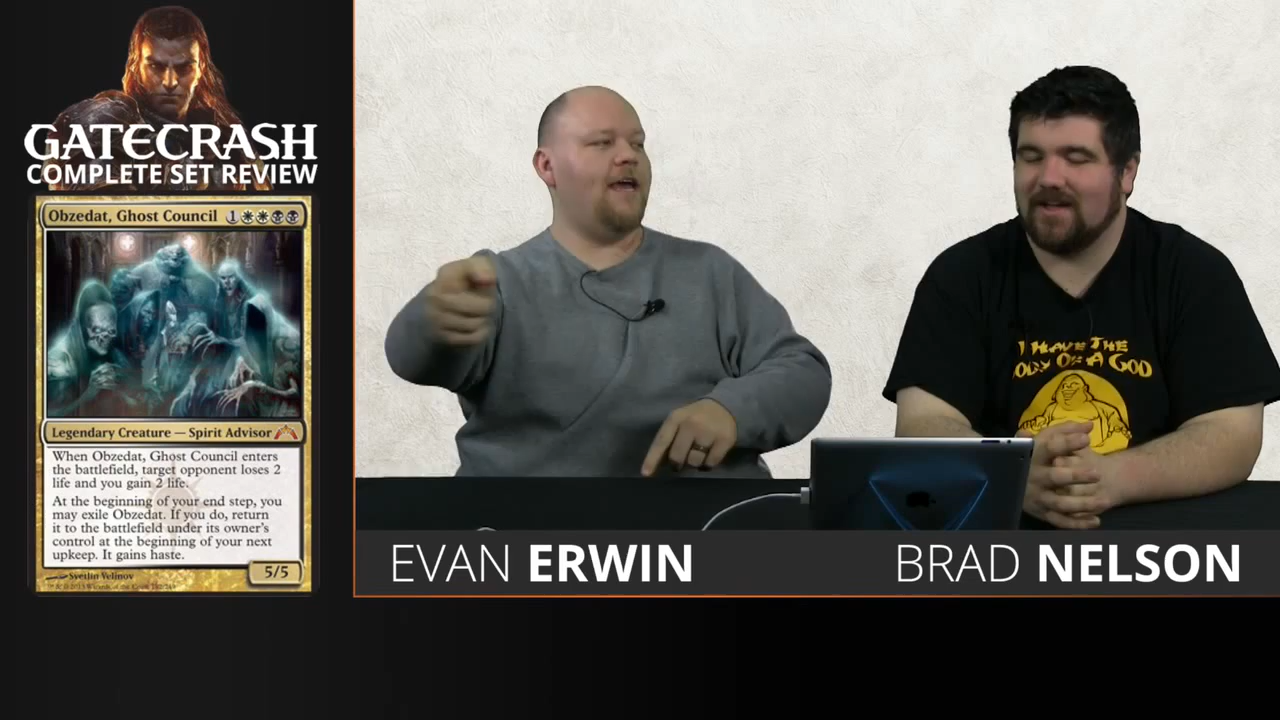 GATECRASH
COMPLETE SET REVIEW
Obzedat, Ghost Council 1
Legendary Creature — Spirit Advisor
When Obzedat, Ghost Council enters
the battlefield, target opponent loses 2
life and you gain 2 life.
At the beginning of your end step, you
may exile Obzedat. If you do, return
it to the battlefield under its owner's
control at the beginning of your next
upkeep. It gains haste.
Svetlin Velinov
5/5
I HAVE THE
BODY OF A GOD
EVAN ERWIN
BRAD NELSON